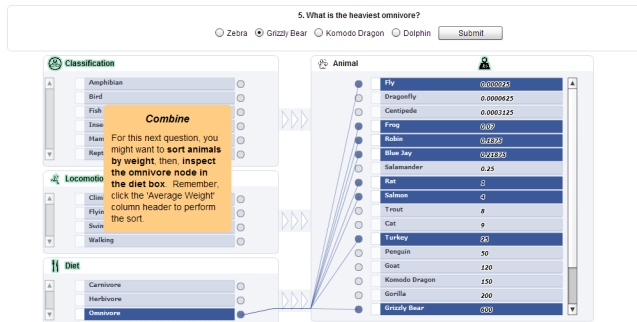 5. What is the heaviest omnivore?
Zebra Grizzly Bear Komodo Dragon Dolphin Submit
Classification
Amphibian
Bird
Fish
Inse
Mam
Rept
Combine
For this next question, you
might want to sort animals
by weight, then, inspect
the omnivore node in
the diet box. Remember,
click the 'Average Weight'
column header to perform
the sort.
Locomotio
Clim
Flyin
Swim
Walking
Diet
Carnivore
Herbivore
Omnivore
Animal
Fly 0.000025
Dragonfly 0.0000625
Centipede 0.0003125
Frog 0.07
Robin 0.1875
Blue Jay 0.21875
Salamander 0.25
Rat 1
Salmon 4
Trout 8
Cat 9
Turkey 25
Penguin 50
Goat 120
Komodo Dragon 150
Gorilla 200
Grizzly Bear 600